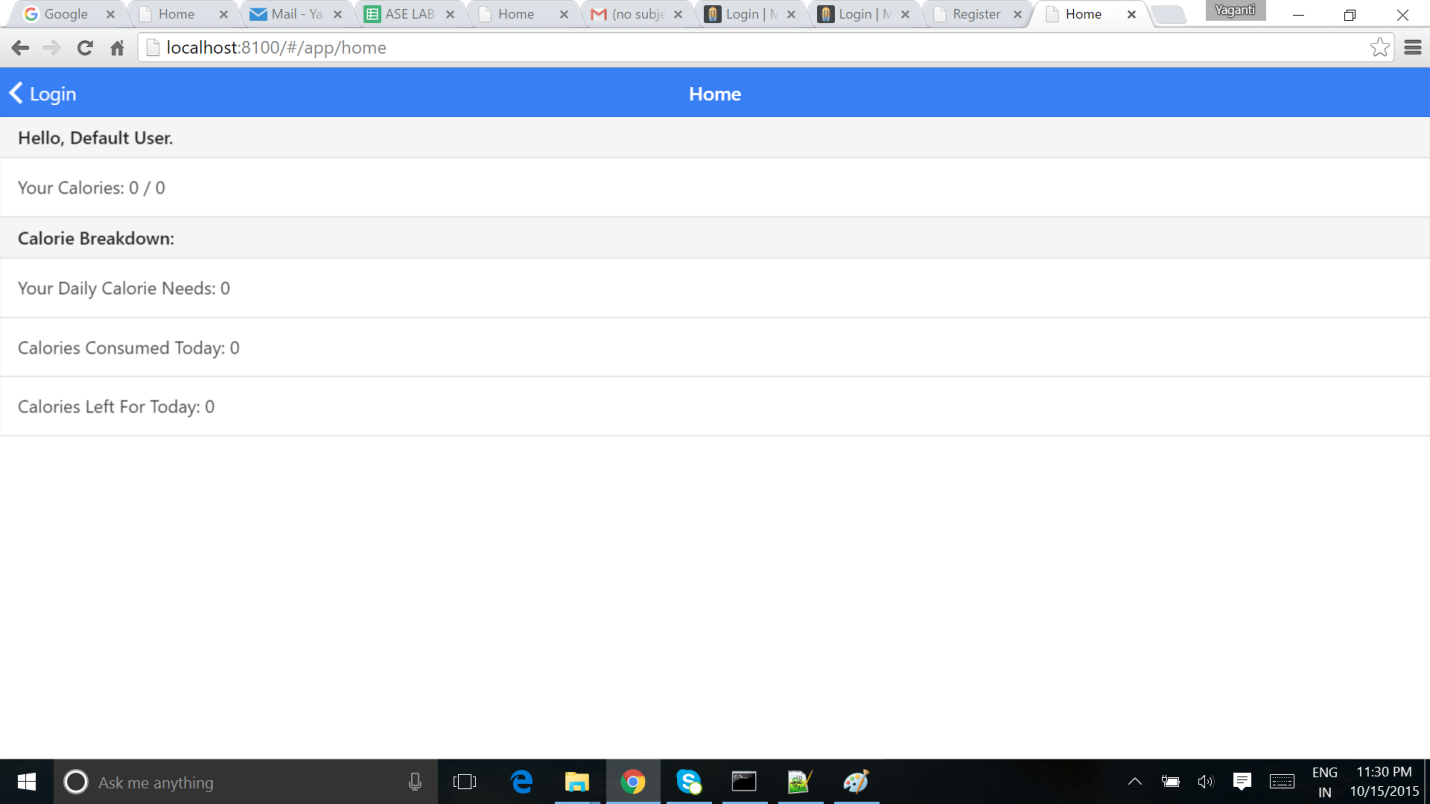 Google Home Mail - Ya ASE LAB Home (no subje Login | M Login | M Register Home Yaganti
localhost:8100/#/app/home
Login Home
Hello, Default User.
Your Calories: 0 / 0
Calorie Breakdown:
Your Daily Calorie Needs: 0
Calories Consumed Today: 0
Calories Left For Today: 0
Ask me anything
ENG 11:30 PM
IN 10/15/2015